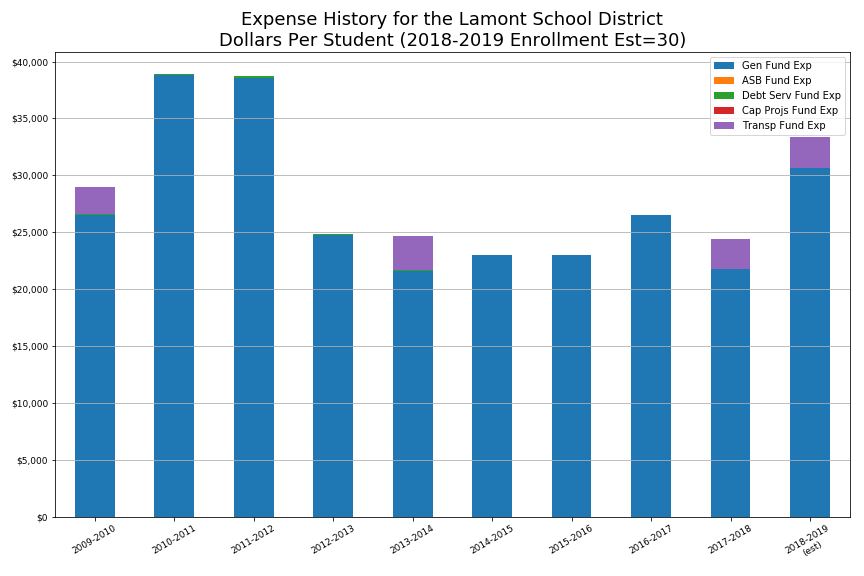 Expense History for the Lamont School District
Dollars Per Student (2018-2019 Enrollment Est=30)
Gen Fund Exp
ASB Fund Exp
Debt Serv Fund Exp
Cap Projs Fund Exp
Transp Fund Exp
$40,000
$35,000
$30,000
$25,000
$20,000
$15,000
$10,000
$5,000
$0
2009-2010
2010-2011
2011-2012
2012-2013
2013-2014
2014-2015
2015-2016
2016-2017
2017-2018
2018-2019
(est)